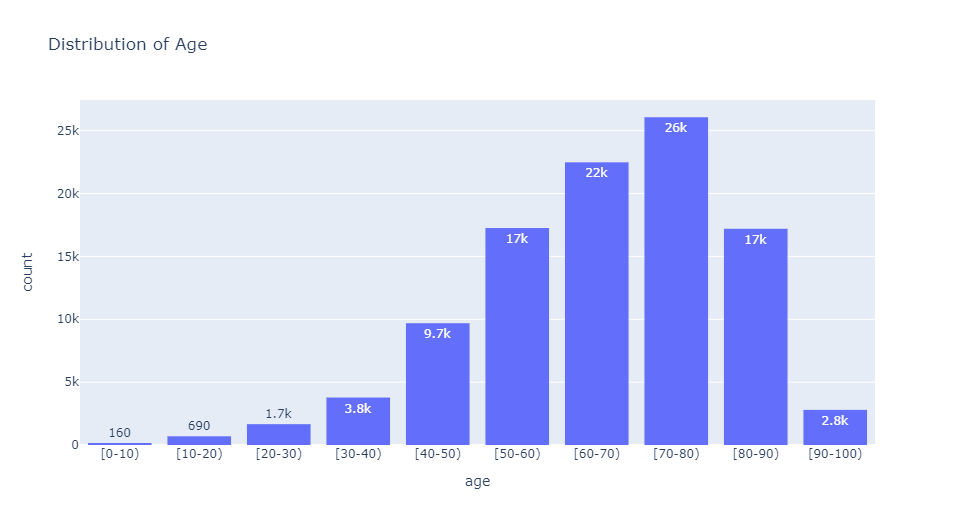 Distribution of Age
count
25k
20k
15k
10k
5k
0
160
690
1.7k
3.8k
9.7k
17k
22k
26k
17k
2.8k
[0-10) [10-20) [20-30) [30-40) [40-50) [50-60) [60-70) [70-80) [80-90) [90-100)
age